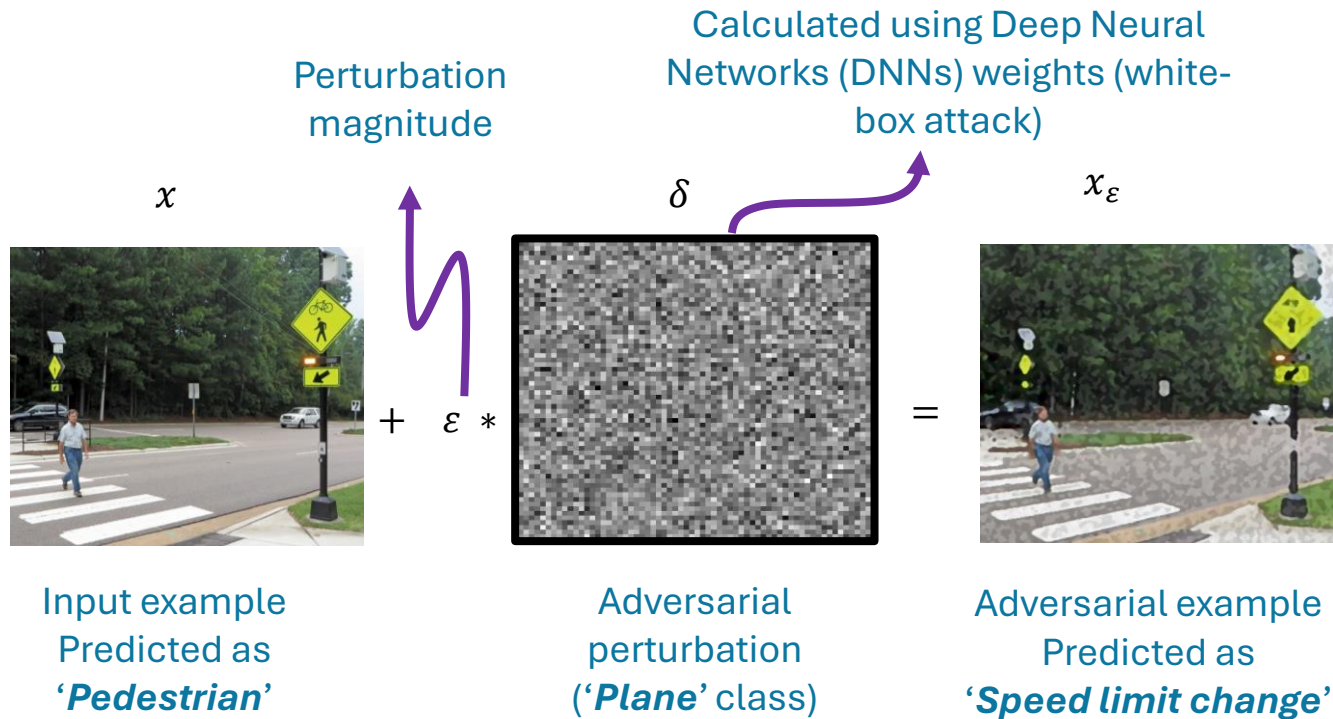 Calculated using Deep Neural
Networks (DNNs) weights (white-
box attack)
Perturbation
magnitude
x
δ
x_ε
+ ε *
=
Input example
Predicted as
‘Pedestrian’
Adversarial
perturbation
(‘Plane’ class)
Adversarial example
Predicted as
‘Speed limit change’